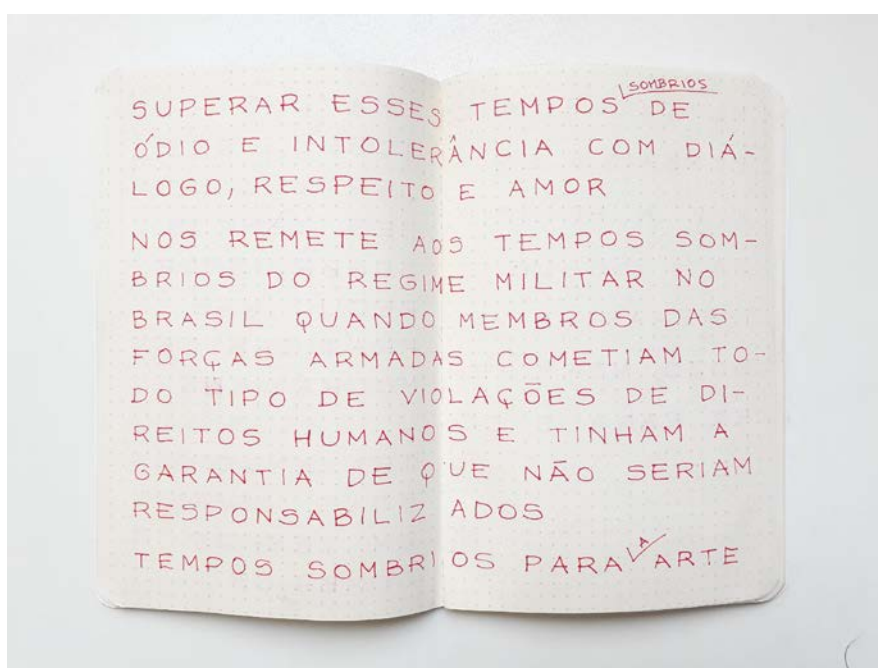 SUPERAR ESSES TEMPOS SOMBRIOS DE
ÓDIO E INTOLERÂNCIA COM DIÁ-
LOGO, RESPEITO E AMOR
NOS REMETE AOS TEMPOS SOM-
BRIOS DO REGIME MILITAR NO
BRASIL QUANDO MEMBROS DAS
FORÇAS ARMADAS COMETIAM TO-
DO TIPO DE VIOLAÇÕES DE DI-
REITOS HUMANOS E TINHAM A
GARANTIA DE QUE NÃO SERIAM
RESPONSABILIZADOS
TEMPOS SOMBRIOS PARA A ARTE